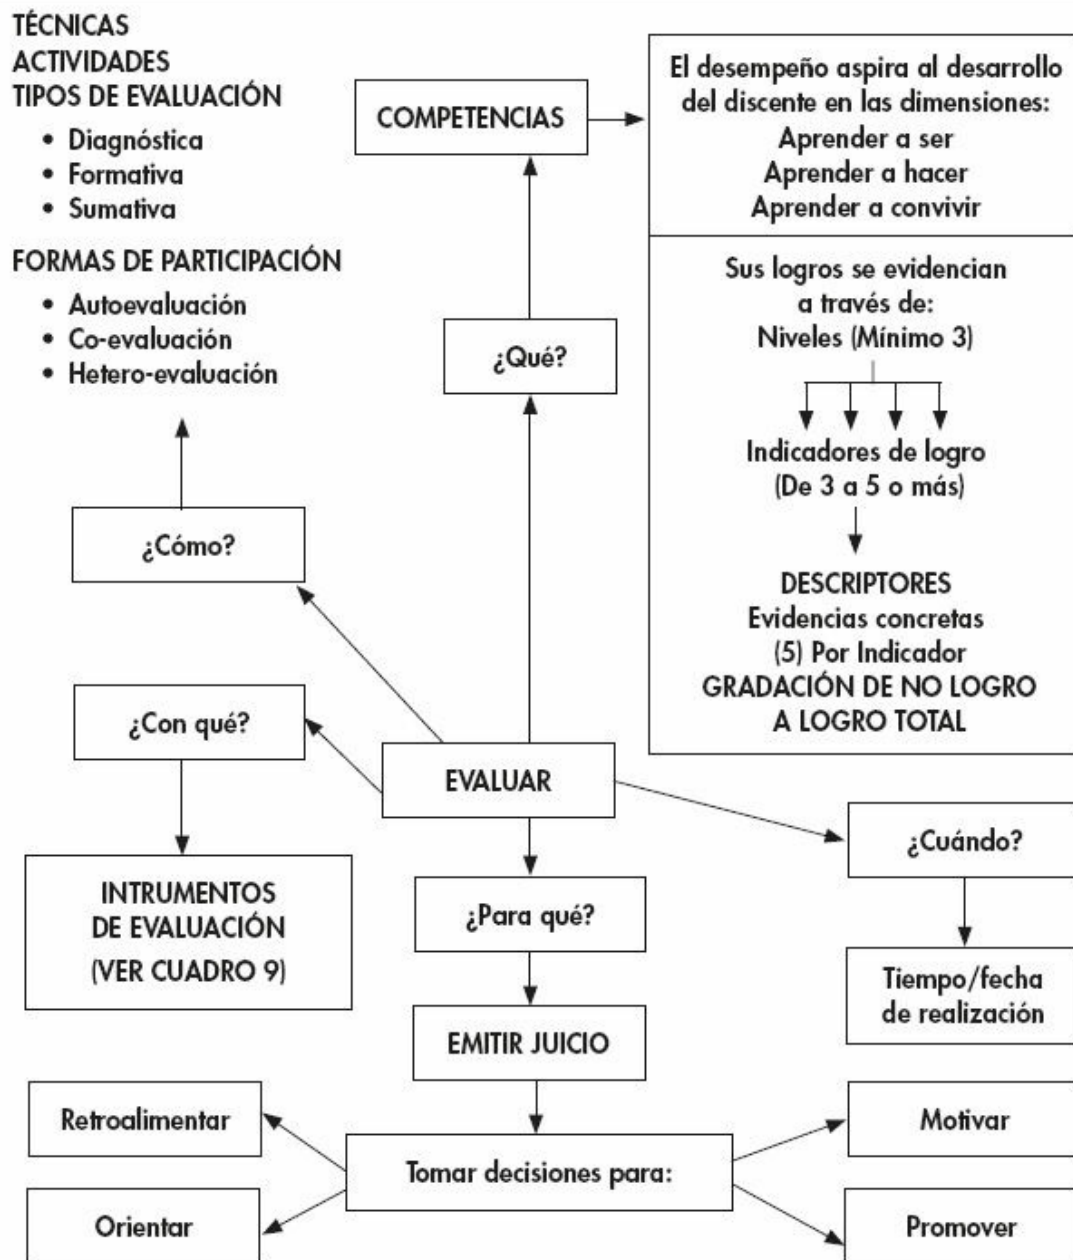 TÉCNICAS
ACTIVIDADES
TIPOS DE EVALUACIÓN
• Diagnóstica
• Formativa
• Sumativa
FORMAS DE PARTICIPACIÓN
• Autoevaluación
• Co-evaluación
• Hetero-evaluación
COMPETENCIAS
El desempeño aspira al desarrollo
del discente en las dimensiones:
Aprender a ser
Aprender a hacer
Aprender a convivir
Sus logros se evidencian
a través de:
Niveles (Mínimo 3)
Indicadores de logro
(De 3 a 5 o más)
DESCRIPTORES
Evidencias concretas
(5) Por Indicador
GRADACIÓN DE NO LOGRO
A LOGRO TOTAL
¿Qué?
¿Cómo?
¿Con qué?
EVALUAR
¿Cuándo?
INTRUMENTOS
DE EVALUACIÓN
(VER CUADRO 9)
¿Para qué?
Tiempo/fecha
de realización
EMITIR JUICIO
Retroalimentar
Motivar
Tomar decisiones para:
Orientar
Promover